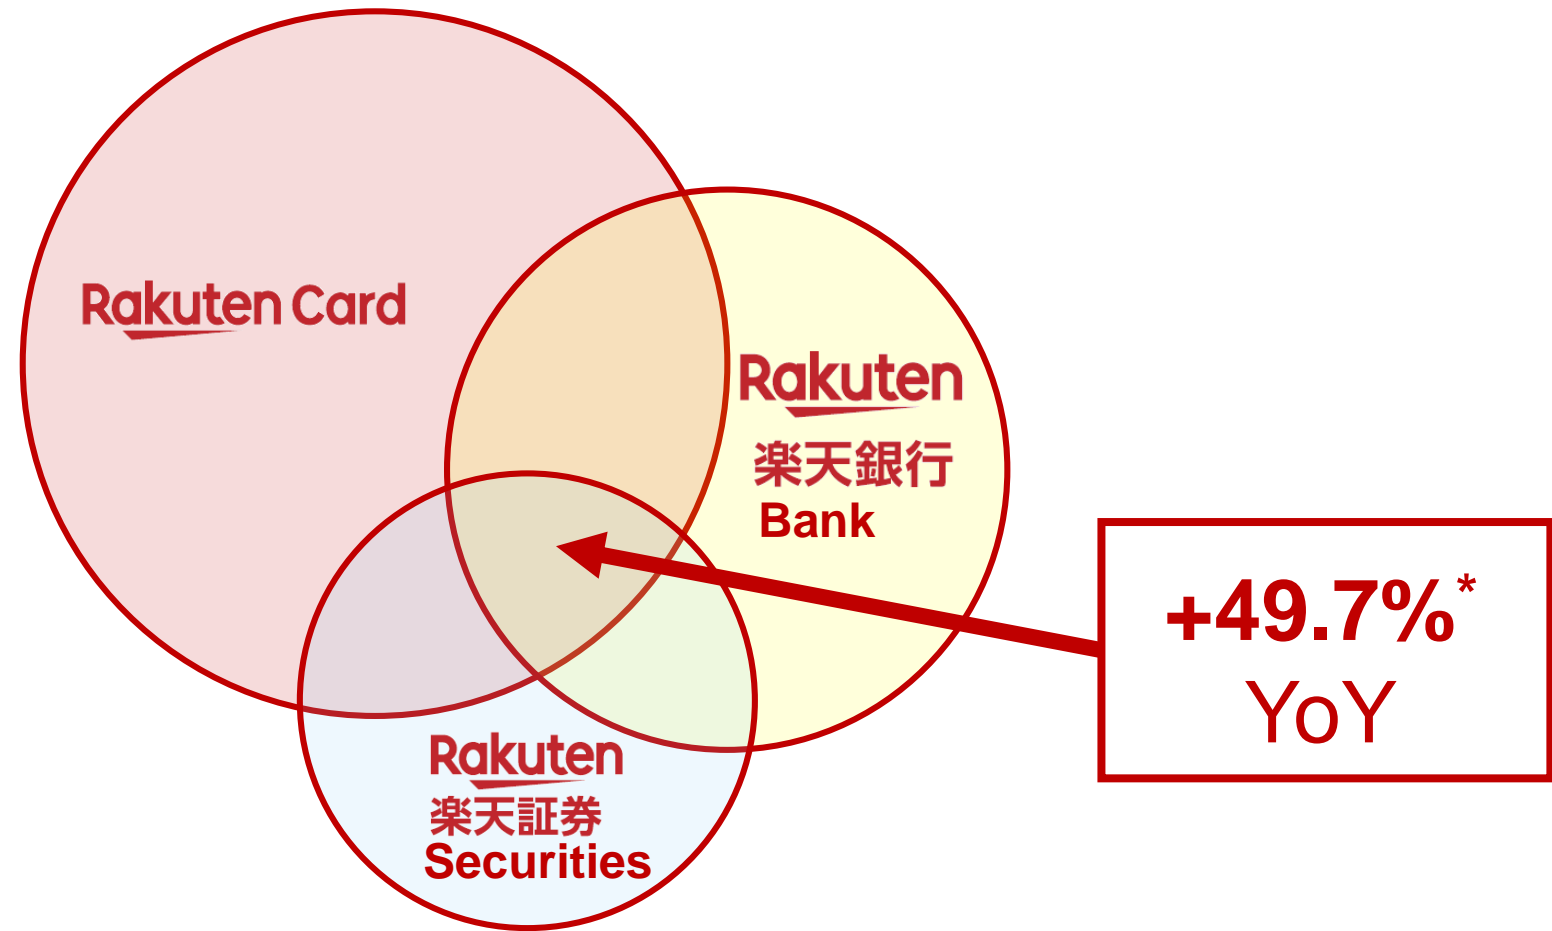 Rakuten Card
Rakuten
楽天銀行
Bank
+49.7%*
YoY
Rakuten
楽天証券
Securities